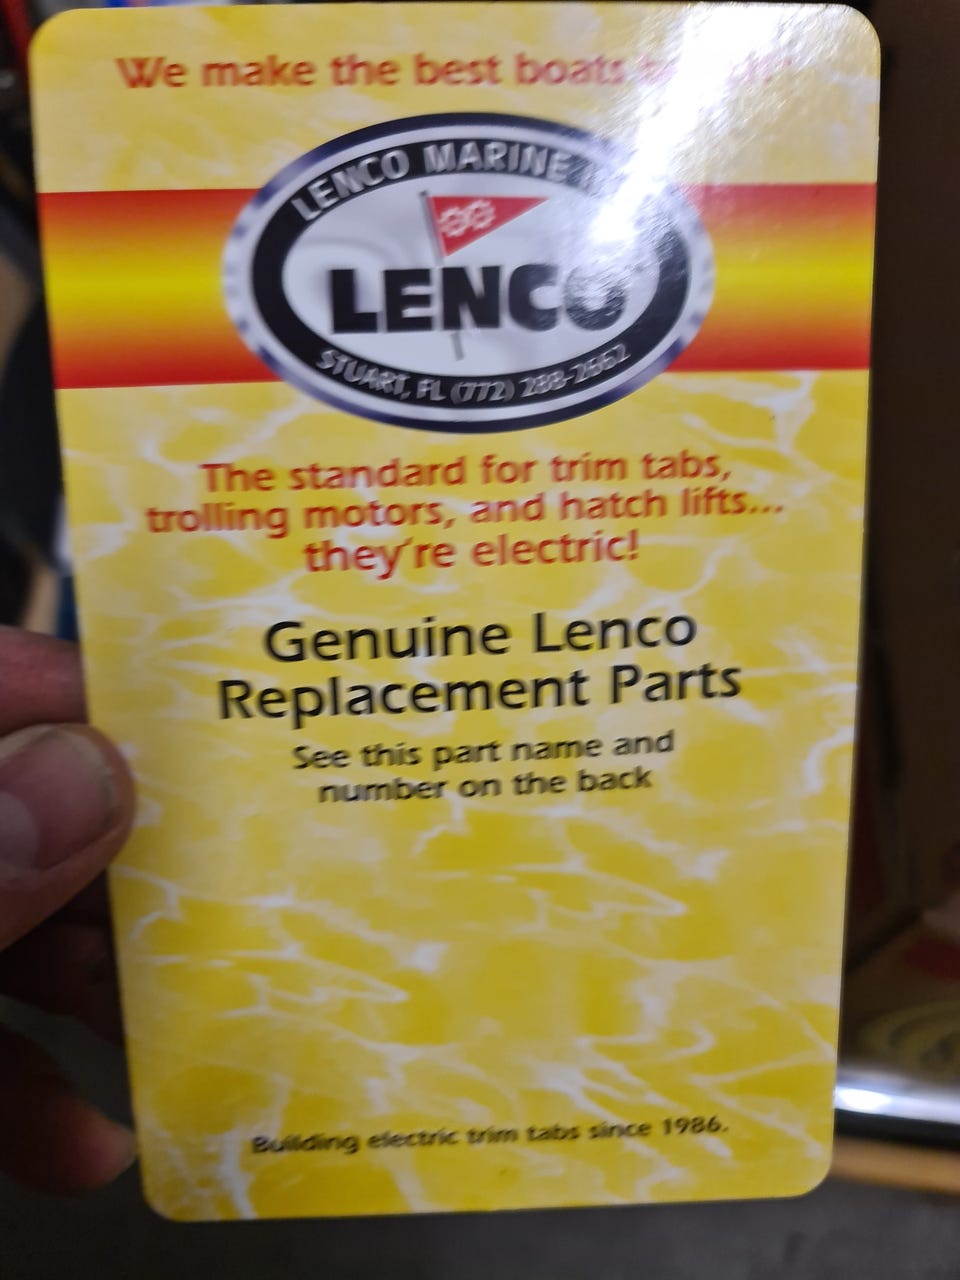 We make the best boats
LENCO MARINE
LENCO
STUART, FL (772) 288-2662
The standard for trim tabs,
trolling motors, and hatch lifts...
they're electric!
Genuine Lenco
Replacement Parts
See this part name and
number on the back
Building electric trim tabs since 1986.